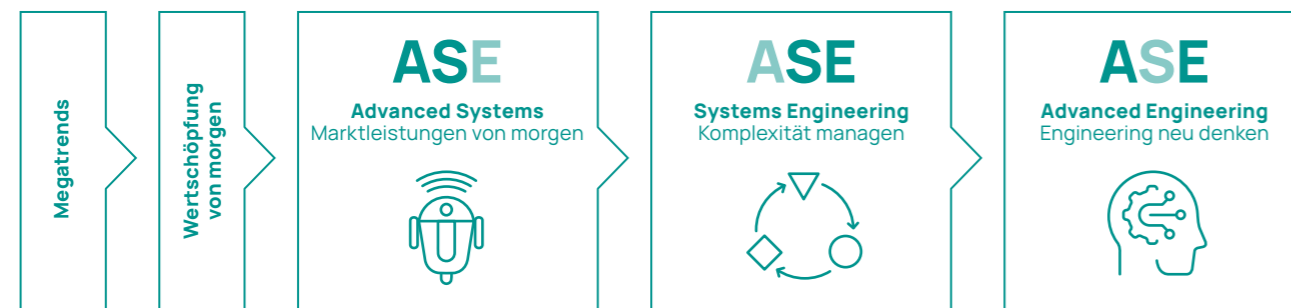 Megatrends
Wertschöpfung
von morgen
ASE
Advanced Systems
Marktleistungen von morgen
ASE
Systems Engineering
Komplexität managen
ASE
Advanced Engineering
Engineering neu denken